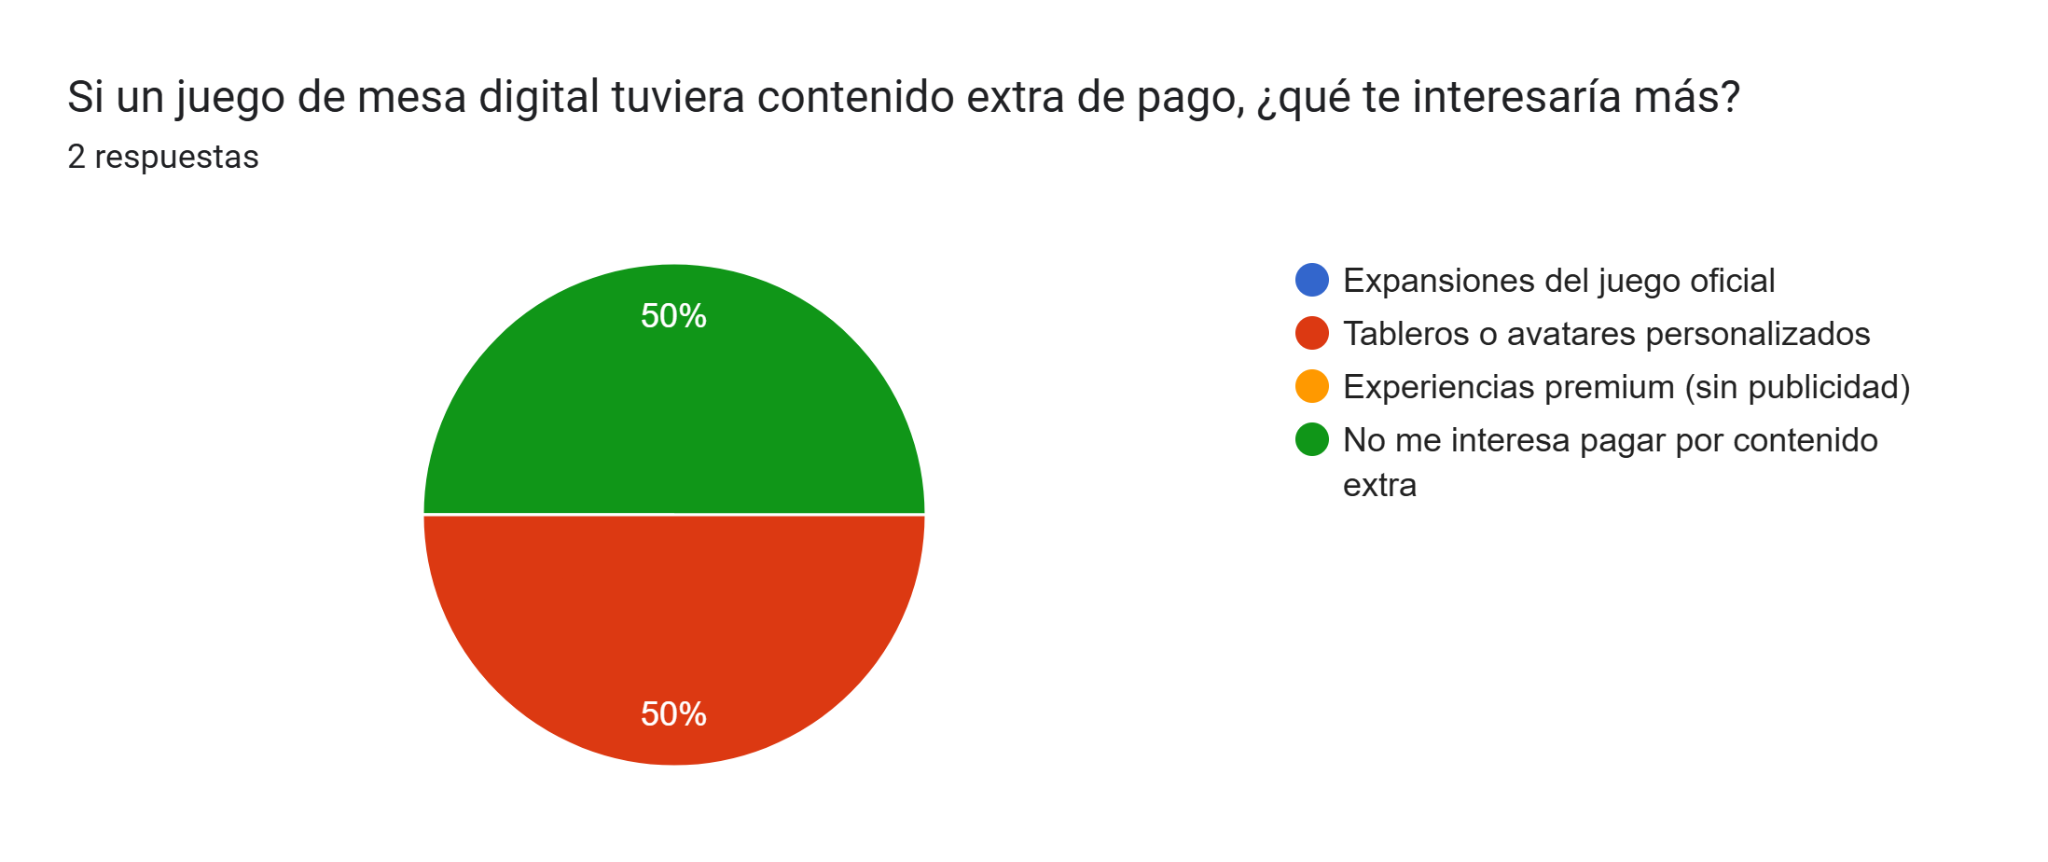 Si un juego de mesa digital tuviera contenido extra de pago, ¿qué te interesaría más?
2 respuestas
50%
50%
Expansiones del juego oficial
Tableros o avatares personalizados
Experiencias premium (sin publicidad)
No me interesa pagar por contenido
extra